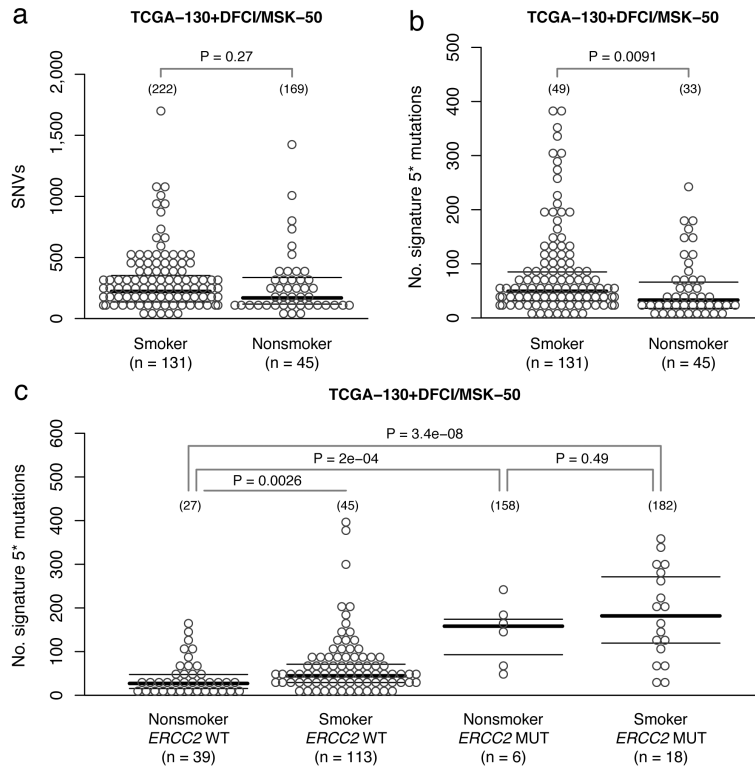 a
TCGA−130+DFCI/MSK−50
P = 0.27
(222)
(169)
SNVs
2,000
1,500
1,000
500
0
Smoker
(n = 131)
Nonsmoker
(n = 45)
b
TCGA−130+DFCI/MSK−50
P = 0.0091
(49)
(33)
No. signature 5* mutations
500
400
300
200
100
0
Smoker
(n = 131)
Nonsmoker
(n = 45)
c
TCGA−130+DFCI/MSK−50
P = 3.4e−08
P = 2e−04
P = 0.49
P = 0.0026
(27)
(45)
(158)
(182)
No. signature 5* mutations
600
500
400
300
200
100
0
Nonsmoker
ERCC2 WT
(n = 39)
Smoker
ERCC2 WT
(n = 113)
Nonsmoker
ERCC2 MUT
(n = 6)
Smoker
ERCC2 MUT
(n = 18)